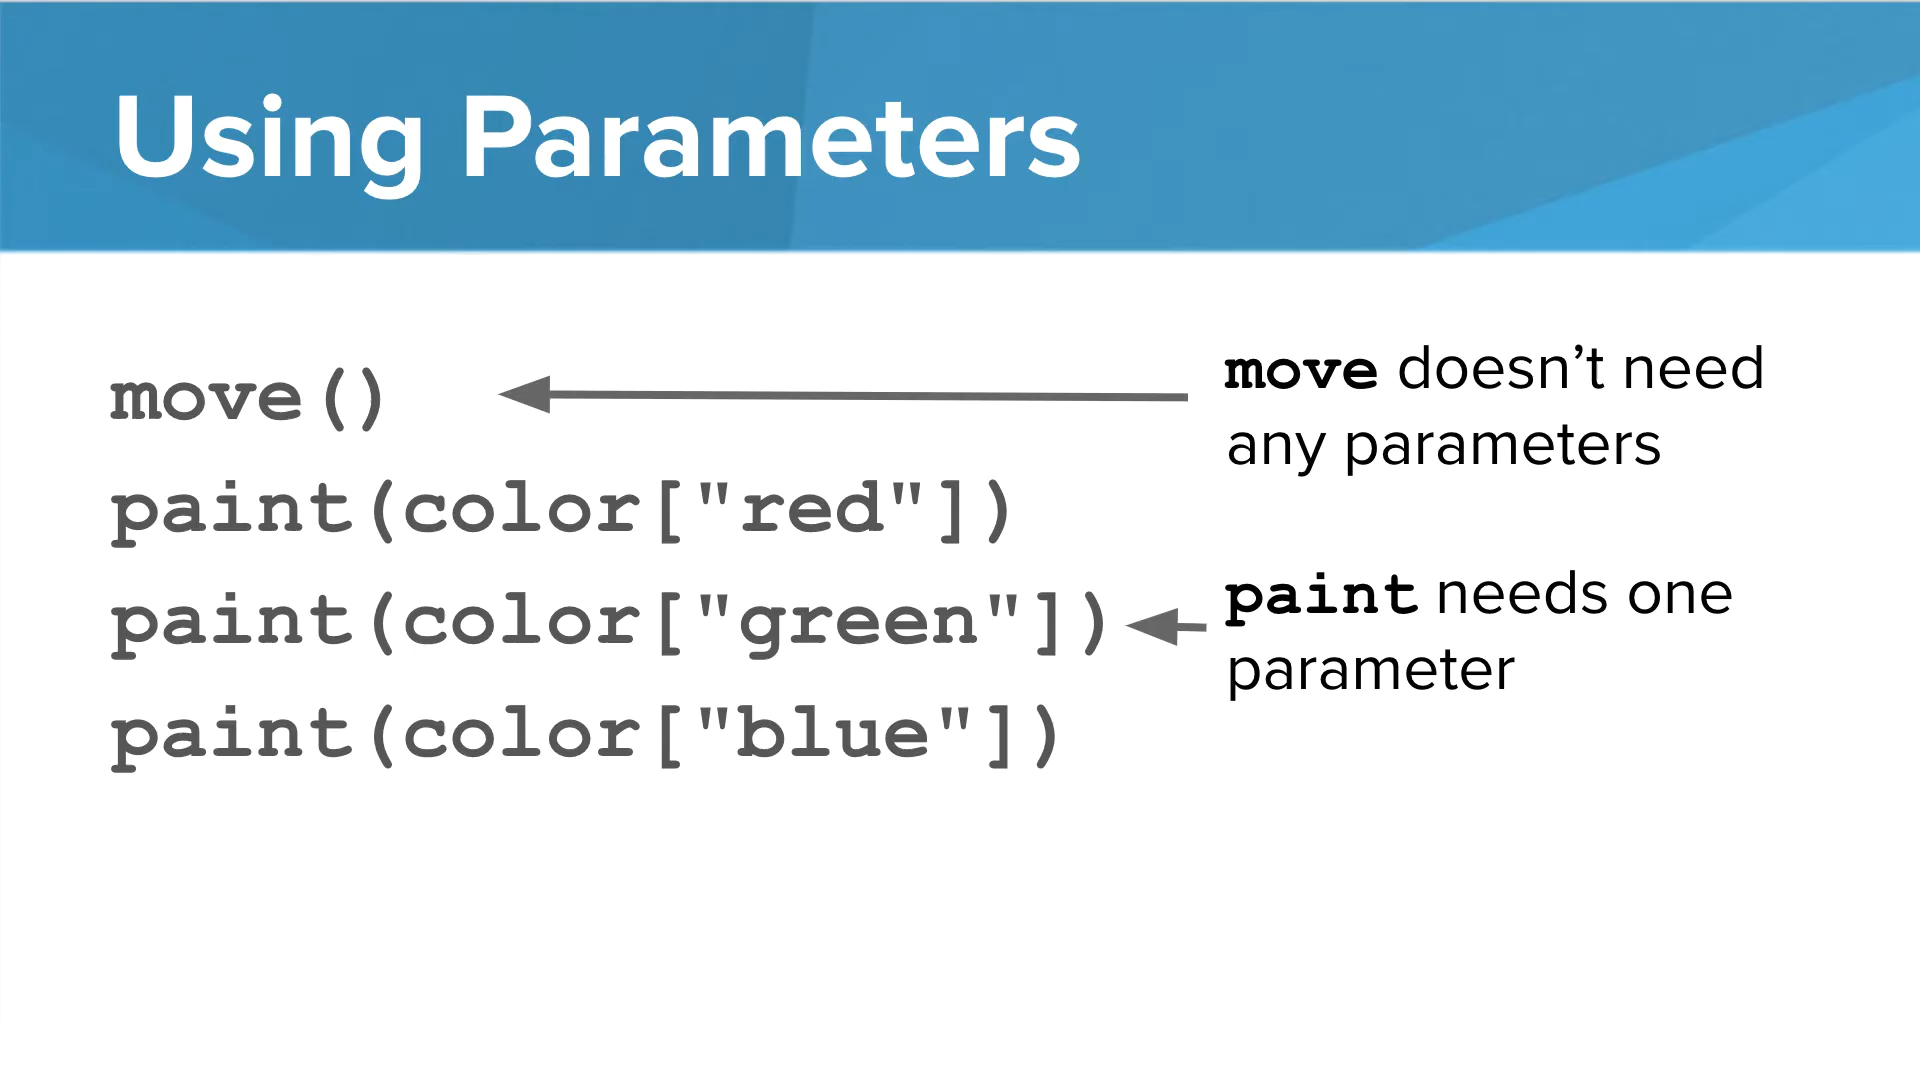 Using Parameters
move()
move doesn’t need
any parameters
paint(color["red"])
paint(color["green"])
paint needs one
parameter
paint(color["blue"])